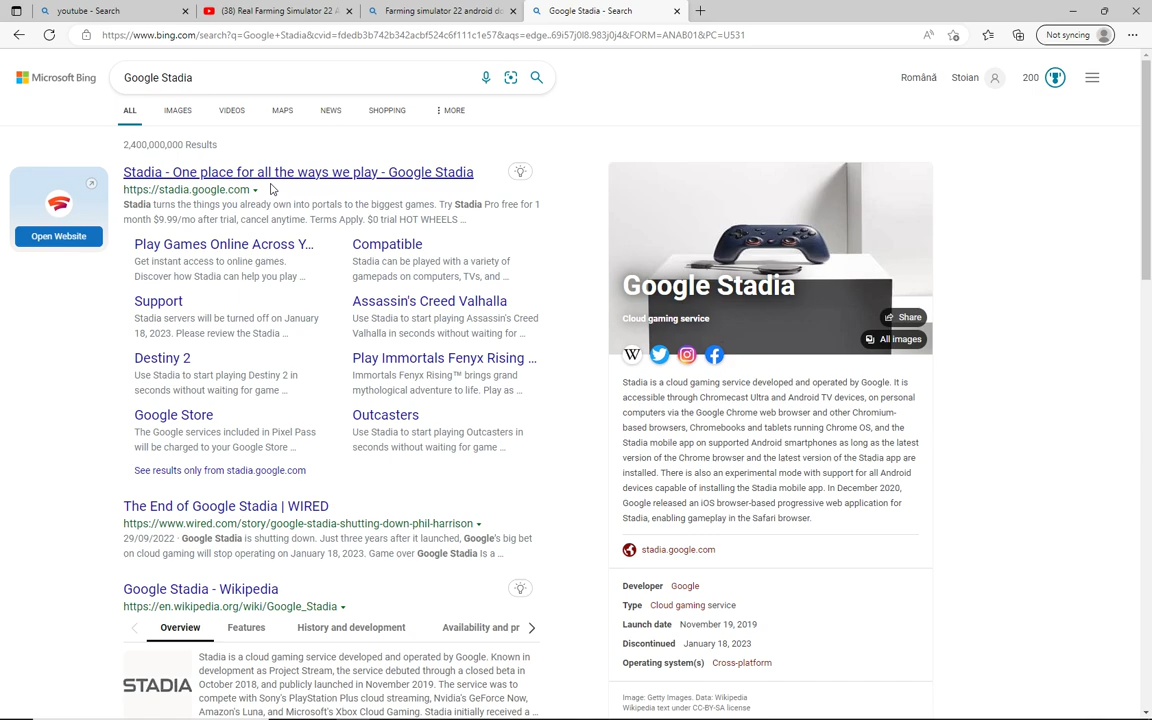 youtube - Search
(38) Real Farming Simulator 22 A
Farming simulator 22 android do
Google Stadia - Search
https://www.bing.com/search?q=Google+Stadia&cvid=fdedb3b742b342acbf524c6f111c1e57&aqs=edge..69i57j0l8.983j0j4&FORM=ANAB01&PC=U531
Not syncing
Microsoft Bing
Google Stadia
Română
Stoian
200
ALL
IMAGES
VIDEOS
MAPS
NEWS
SHOPPING
MORE
2,400,000,000 Results
Open Website
Stadia - One place for all the ways we play - Google Stadia
https://stadia.google.com
Stadia turns the things you already own into portals to the biggest games. Try Stadia Pro free for 1
month $9.99/mo after trial, cancel anytime. Terms Apply. $0 trial HOT WHEELS ...
Play Games Online Across Y...
Get instant access to online games.
Discover how Stadia can help you play ...
Compatible
Stadia can be played with a variety of
gamepads on computers, TVs, and ...
Support
Stadia servers will be turned off on January
18, 2023. Please review the Stadia ...
Assassin's Creed Valhalla
Use Stadia to start playing Assassin's Creed
Valhalla in seconds without waiting for ...
Destiny 2
Use Stadia to start playing Destiny 2 in
seconds without waiting for game ...
Play Immortals Fenyx Rising ...
Immortals Fenyx Rising™ brings grand
mythological adventure to life. Play as ...
Google Store
The Google services included in Pixel Pass
will be charged to your Google Store ...
Outcasters
Use Stadia to start playing Outcasters in
seconds without waiting for game ...
See results only from stadia.google.com
The End of Google Stadia | WIRED
https://www.wired.com/story/google-stadia-shutting-down-phil-harrison
29/09/2022 · Google Stadia is shutting down. Just three years after it launched, Google's big bet
on cloud gaming will stop operating on January 18, 2023. Game over Google Stadia Is a ...
Google Stadia - Wikipedia
https://en.wikipedia.org/wiki/Google_Stadia
Overview
Features
History and development
Availability and pr
STADIA
Stadia is a cloud gaming service developed and operated by Google. Known in
development as Project Stream, the service debuted through a closed beta in
October 2018, and publicly launched in November 2019. The service was to
compete with Sony's PlayStation Plus cloud streaming, Nvidia's GeForce Now,
Amazon's Luna, and Microsoft's Xbox Cloud Gaming. Stadia initially received a ...
Google Stadia
Cloud gaming service
Share
All images
W
Stadia is a cloud gaming service developed and operated by Google. It is
accessible through Chromecast Ultra and Android TV devices, on personal
computers via the Google Chrome web browser and other Chromium-
based browsers, Chromebooks and tablets running Chrome OS, and the
Stadia mobile app on supported Android smartphones as long as the latest
version of the Chrome browser and the latest version of the Stadia app are
installed. There is also an experimental mode with support for all Android
devices capable of installing the Stadia mobile app. In December 2020,
Google released an iOS browser-based progressive web application for
Stadia, enabling gameplay in the Safari browser.
stadia.google.com
Developer Google
Type Cloud gaming service
Launch date November 19, 2019
Discontinued January 18, 2023
Operating system(s) Cross-platform
Image: Getty Images. Data: Wikipedia
Wikipedia text under CC-BY-SA license